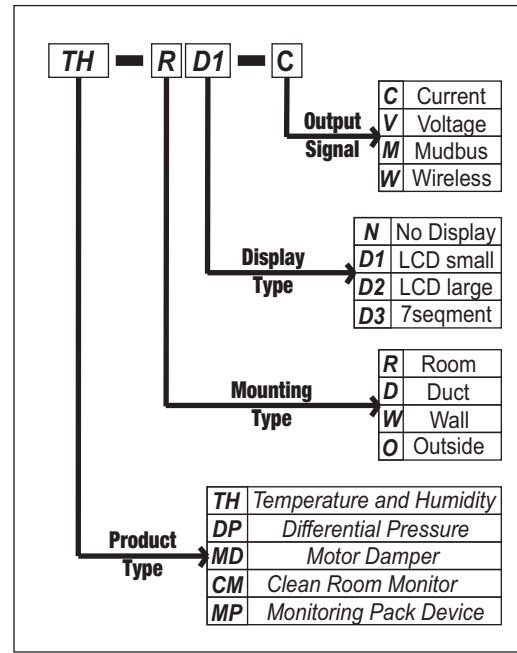 TH - R D1 - C
C Current
V Voltage
M Mudbus
W Wireless
Output
Signal
N No Display
D1 LCD small
D2 LCD large
D3 7seqment
Display
Type
R Room
D Duct
W Wall
O Outside
Mounting
Type
TH Temperature and Humidity
DP Differential Pressure
MD Motor Damper
CM Clean Room Monitor
MP Monitoring Pack Device
Product
Type